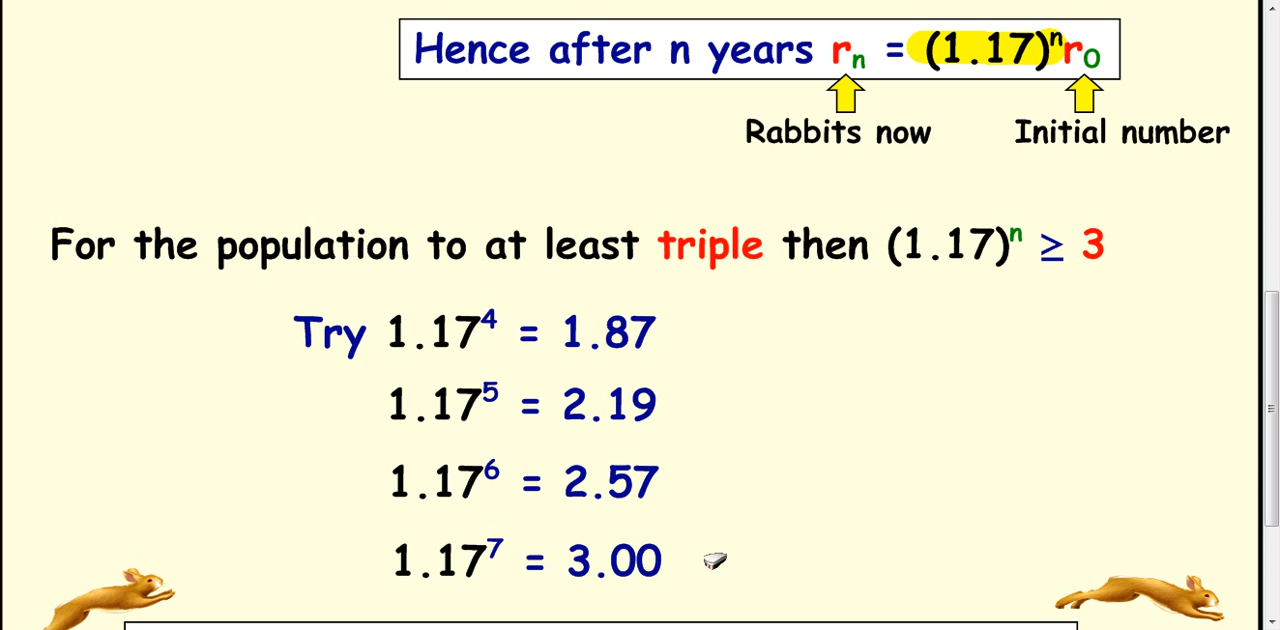 Hence after n years rₙ = (1.17)ⁿr₀
Rabbits now Initial number
For the population to at least triple then (1.17)ⁿ ≥ 3
Try 1.17⁴ = 1.87
1.17⁵ = 2.19
1.17⁶ = 2.57
1.17⁷ = 3.00